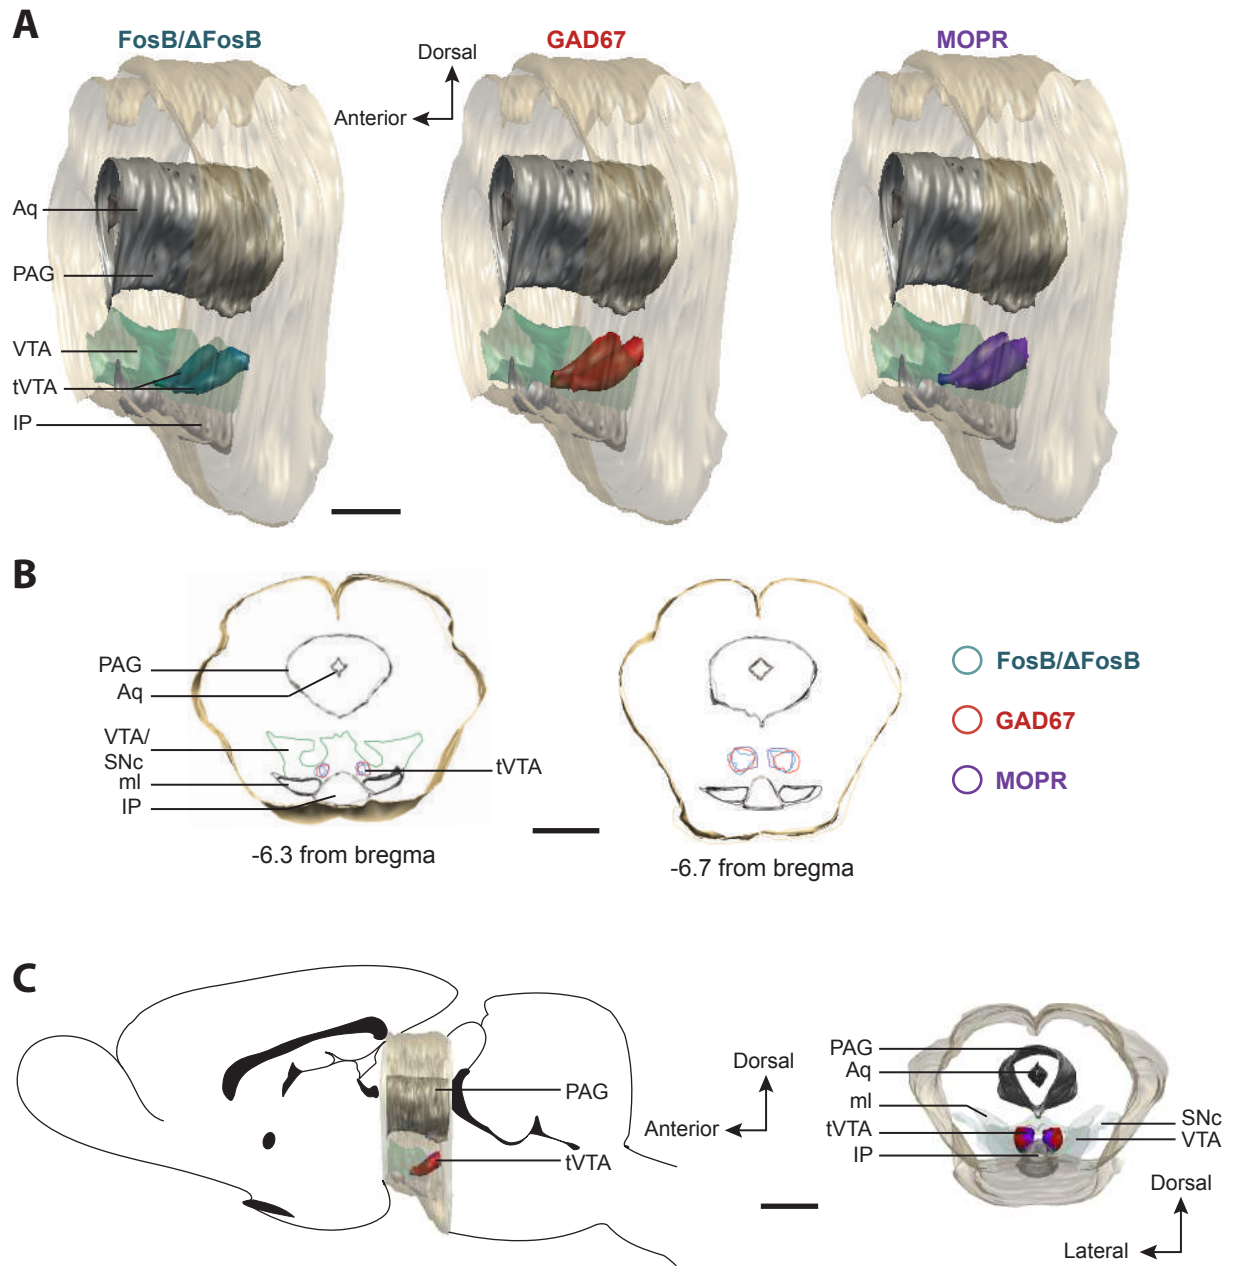 A
FosB/ΔFosB
GAD67
MOPR
Dorsal
Anterior
Aq
PAG
VTA
tVTA
IP
B
PAG
Aq
VTA/
SNc
ml
IP
tVTA
-6.3 from bregma
-6.7 from bregma
FosB/ΔFosB
GAD67
MOPR
C
PAG
tVTA
Dorsal
Anterior
PAG
Aq
ml
tVTA
IP
SNc
VTA
Dorsal
Lateral